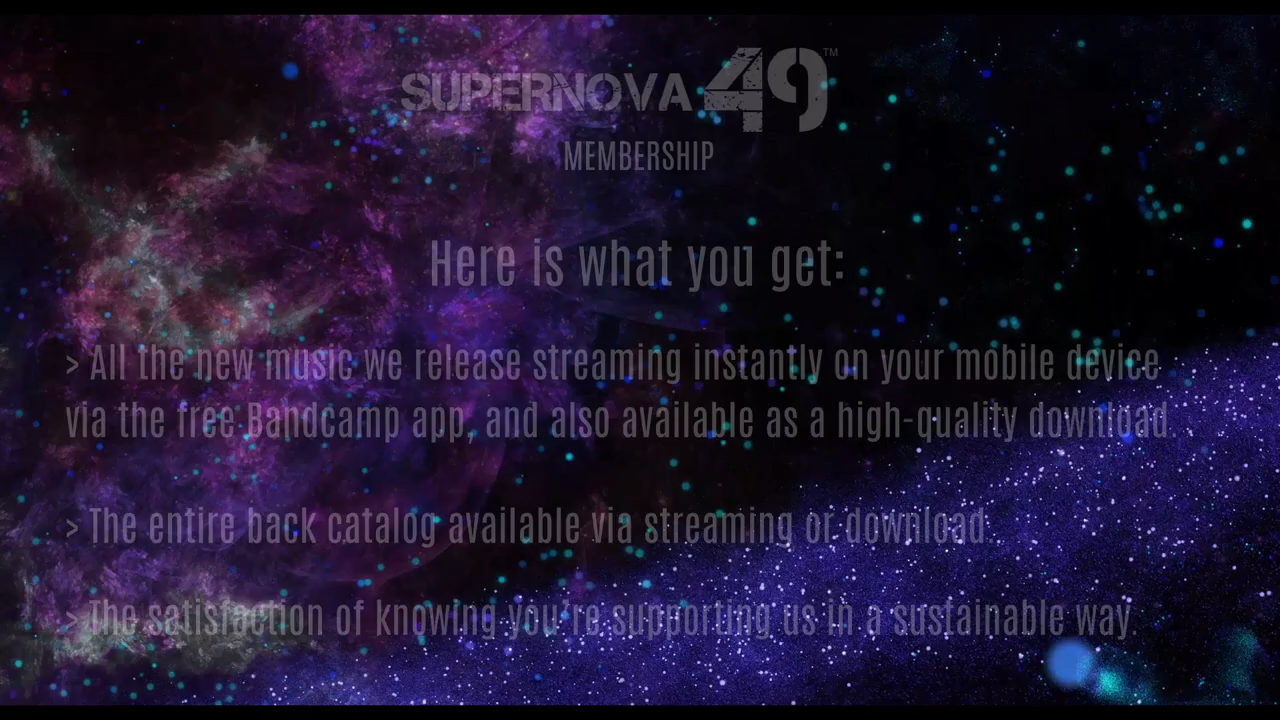 SUPERNOVA 49™
MEMBERSHIP
Here is what you get:
> All the new music we release streaming instantly on your mobile device
via the free Bandcamp app, and also available as a high-quality download.
> The entire back catalog available via streaming or download.
> The satisfaction of knowing you're supporting us in a sustainable way.